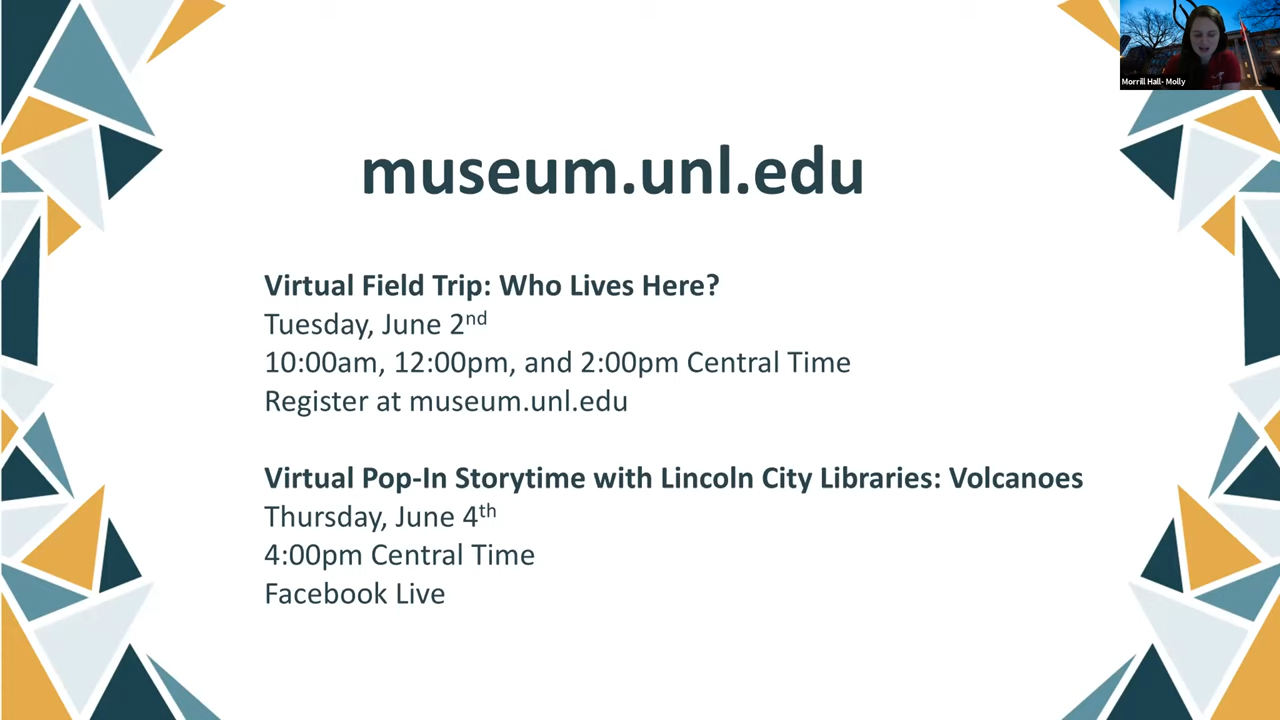 Morrill Hall- Molly
museum.unl.edu
Virtual Field Trip: Who Lives Here?
Tuesday, June 2nd
10:00am, 12:00pm, and 2:00pm Central Time
Register at museum.unl.edu
Virtual Pop-In Storytime with Lincoln City Libraries: Volcanoes
Thursday, June 4th
4:00pm Central Time
Facebook Live